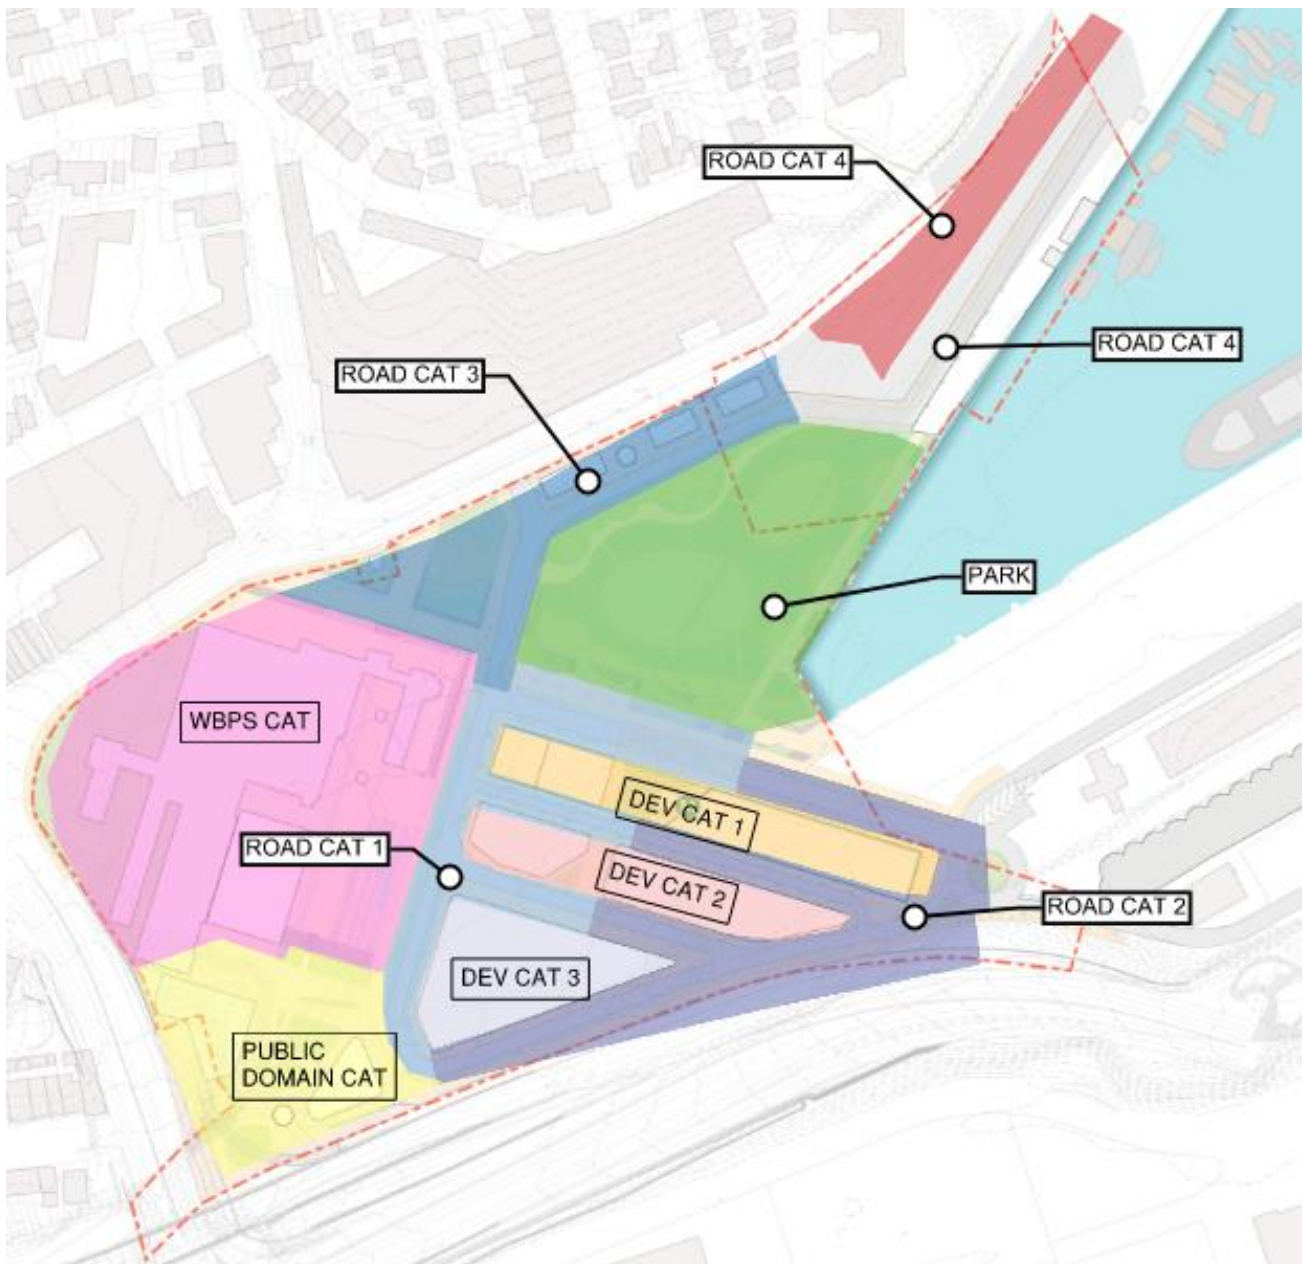 ROAD CAT 4
ROAD CAT 4
ROAD CAT 3
PARK
WBPS CAT
DEV CAT 1
ROAD CAT 1
DEV CAT 2
ROAD CAT 2
DEV CAT 3
PUBLIC
DOMAIN CAT